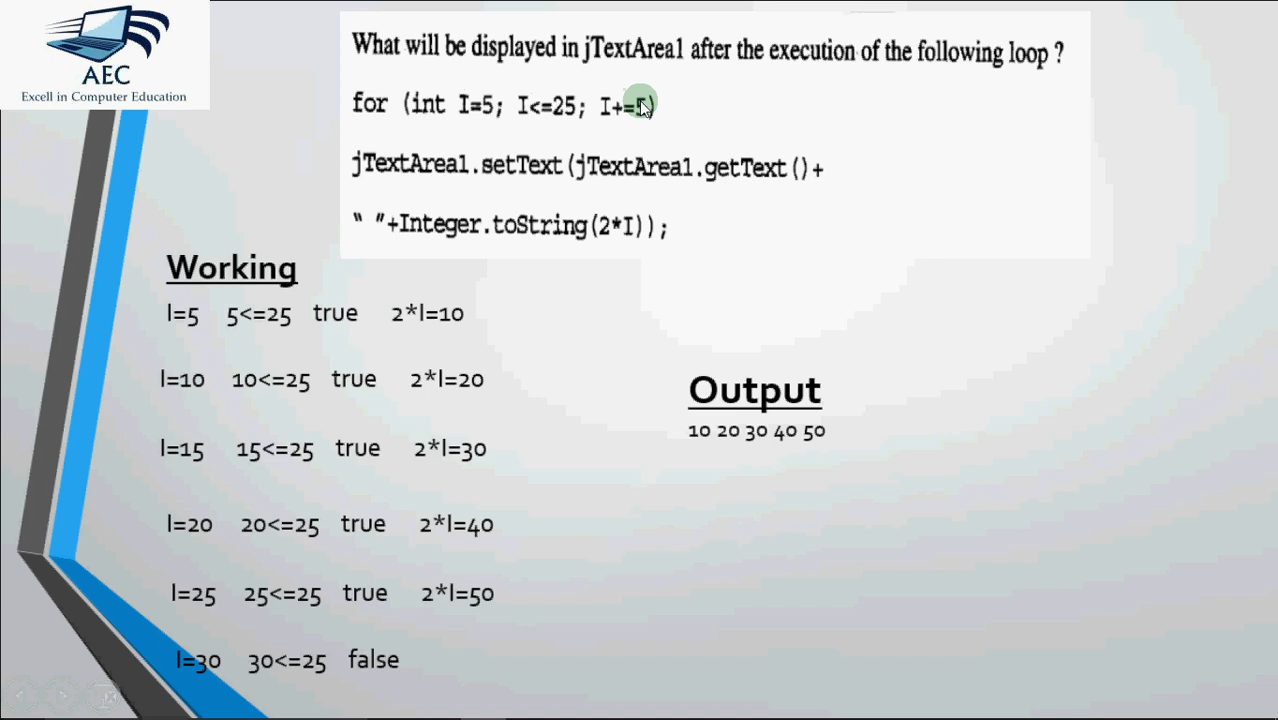 AEC
Excell in Computer Education
What will be displayed in jTextArea1 after the execution of the following loop ?
for (int I=5; I<=25; I+=5)
jTextArea1.setText(jTextArea1.getText()+
“ ”+Integer.toString(2*I));
Working
I=5 5<=25 true 2*I=10
I=10 10<=25 true 2*I=20
I=15 15<=25 true 2*I=30
I=20 20<=25 true 2*I=40
I=25 25<=25 true 2*I=50
I=30 30<=25 false
Output
10 20 30 40 50